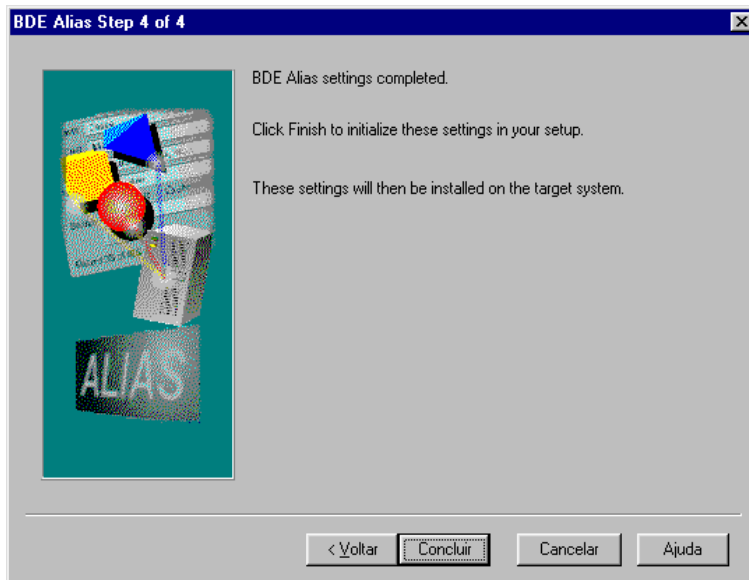 BDE Alias Step 4 of 4
BDE Alias settings completed.
Click Finish to initialize these settings in your setup.
These settings will then be installed on the target system.
ALIAS
< Voltar
Concluir
Cancelar
Ajuda